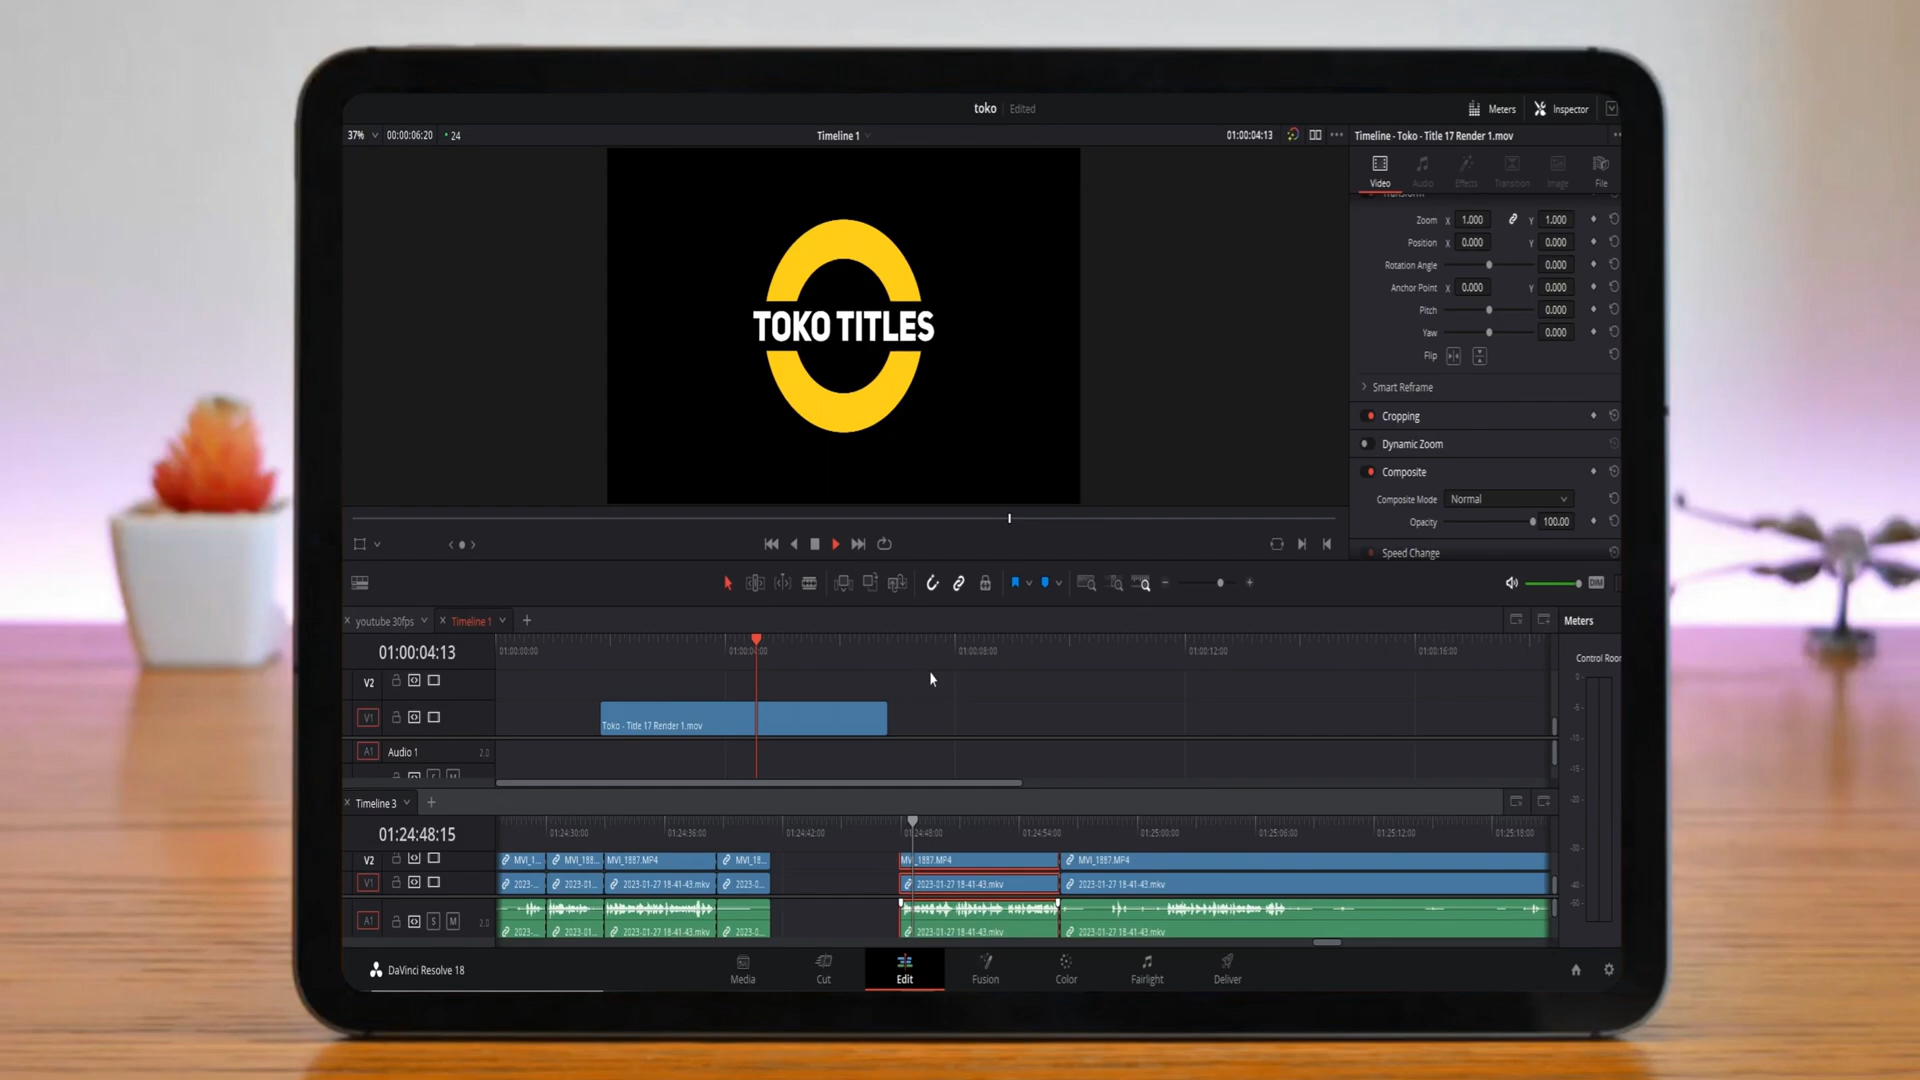 toko Edited
Meters Inspector
37% 00:00:06:20 • 24 Timeline 1 01:00:04:13 Timeline - Toko - Title 17 Render 1.mov
Video Audio Effects Transition Image File
Transform
Zoom X 1.000 Y 1.000
Position X 0.000 Y 0.000
Rotation Angle 0.000
Anchor Point X 0.000 Y 0.000
Pitch 0.000
Yaw 0.000
Flip
Smart Reframe
Cropping
Dynamic Zoom
Composite
Composite Mode Normal
Opacity 100.00
Speed Change
TOKO TITLES
DIM
youtube 30fps Timeline 1
Meters
01:00:04:13
01:00:00:00 01:00:04:00 01:00:08:00 01:00:12:00 01:00:16:00
Control Room
V2
V1
Toko - Title 17 Render 1.mov
A1 Audio 1 2.0
S M
0
-5
-10
-15
-20
-30
-40
-50
Timeline 3
01:24:48:15
01:24:30:00 01:24:36:00 01:24:42:00 01:24:48:00 01:24:54:00 01:25:00:00 01:25:06:00 01:25:12:00 01:25:18:00
V2 MVI_1... MVI_188... MVI_1887.MP4 MVI_18... MVI_1887.MP4 MVI_1887.MP4
V1 2023-... 2023-01... 2023-01-27 18-41-43.mkv 2023-0... 2023-01-27 18-41-43.mkv 2023-01-27 18-41-43.mkv
A1 S M 2.0
2023-... 2023-01... 2023-01-27 18-41-43.mkv 2023-0... 2023-01-27 18-41-43.mkv 2023-01-27 18-41-43.mkv
DaVinci Resolve 18
Media Cut Edit Fusion Color Fairlight Deliver